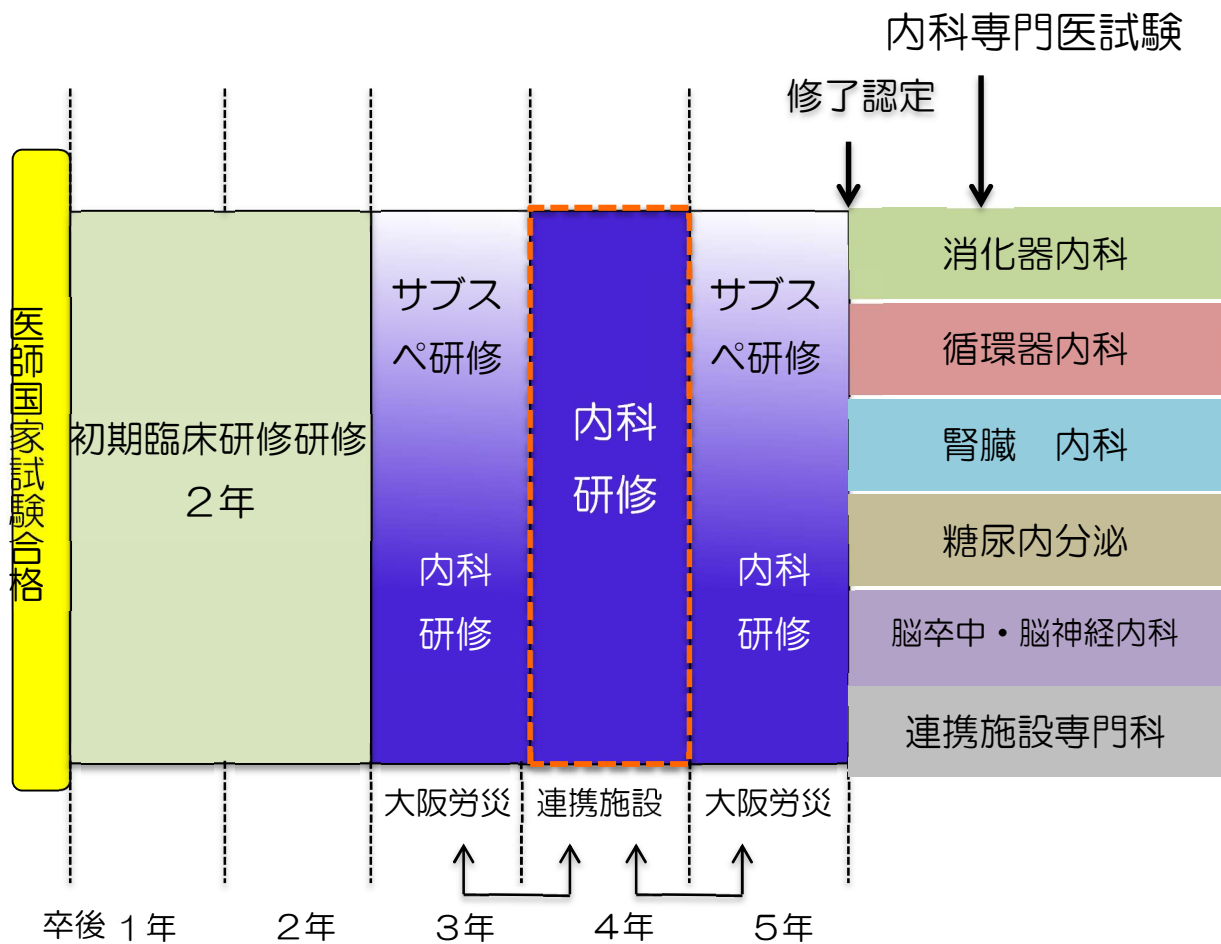 内科専門医試験
修了認定
医師国家試験合格
初期臨床研修研修
２年
サブス
ペ研修
内科
研修
内科
研修
サブス
ペ研修
内科
研修
消化器内科
循環器内科
腎臓　内科
糖尿内分泌
脳卒中・脳神経内科
連携施設専門科
大阪労災
連携施設
大阪労災
卒後 １年
２年
３年
４年
５年